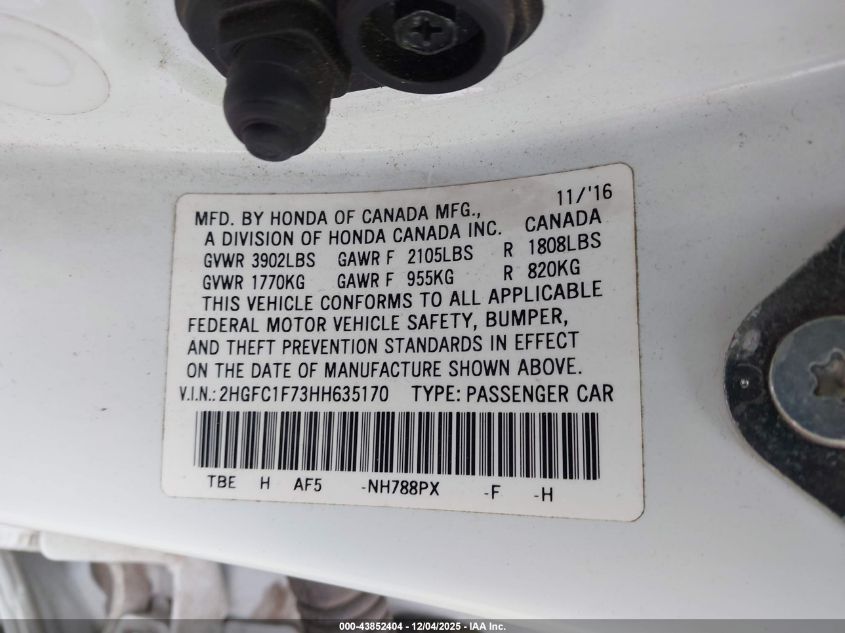 11/'16
MFD. BY HONDA OF CANADA MFG.,
A DIVISION OF HONDA CANADA INC. CANADA
GVWR 3902LBS GAWR F 2105LBS R 1808LBS
GVWR 1770KG GAWR F 955KG R 820KG
THIS VEHICLE CONFORMS TO ALL APPLICABLE
FEDERAL MOTOR VEHICLE SAFETY, BUMPER,
AND THEFT PREVENTION STANDARDS IN EFFECT
ON THE DATE OF MANUFACTURE SHOWN ABOVE.
V.I.N.: 2HGFC1F73HH635170 TYPE: PASSENGER CAR
TBE H AF5 -NH788PX -F -H
000-43852404 - 12/04/2025 - IAA Inc.